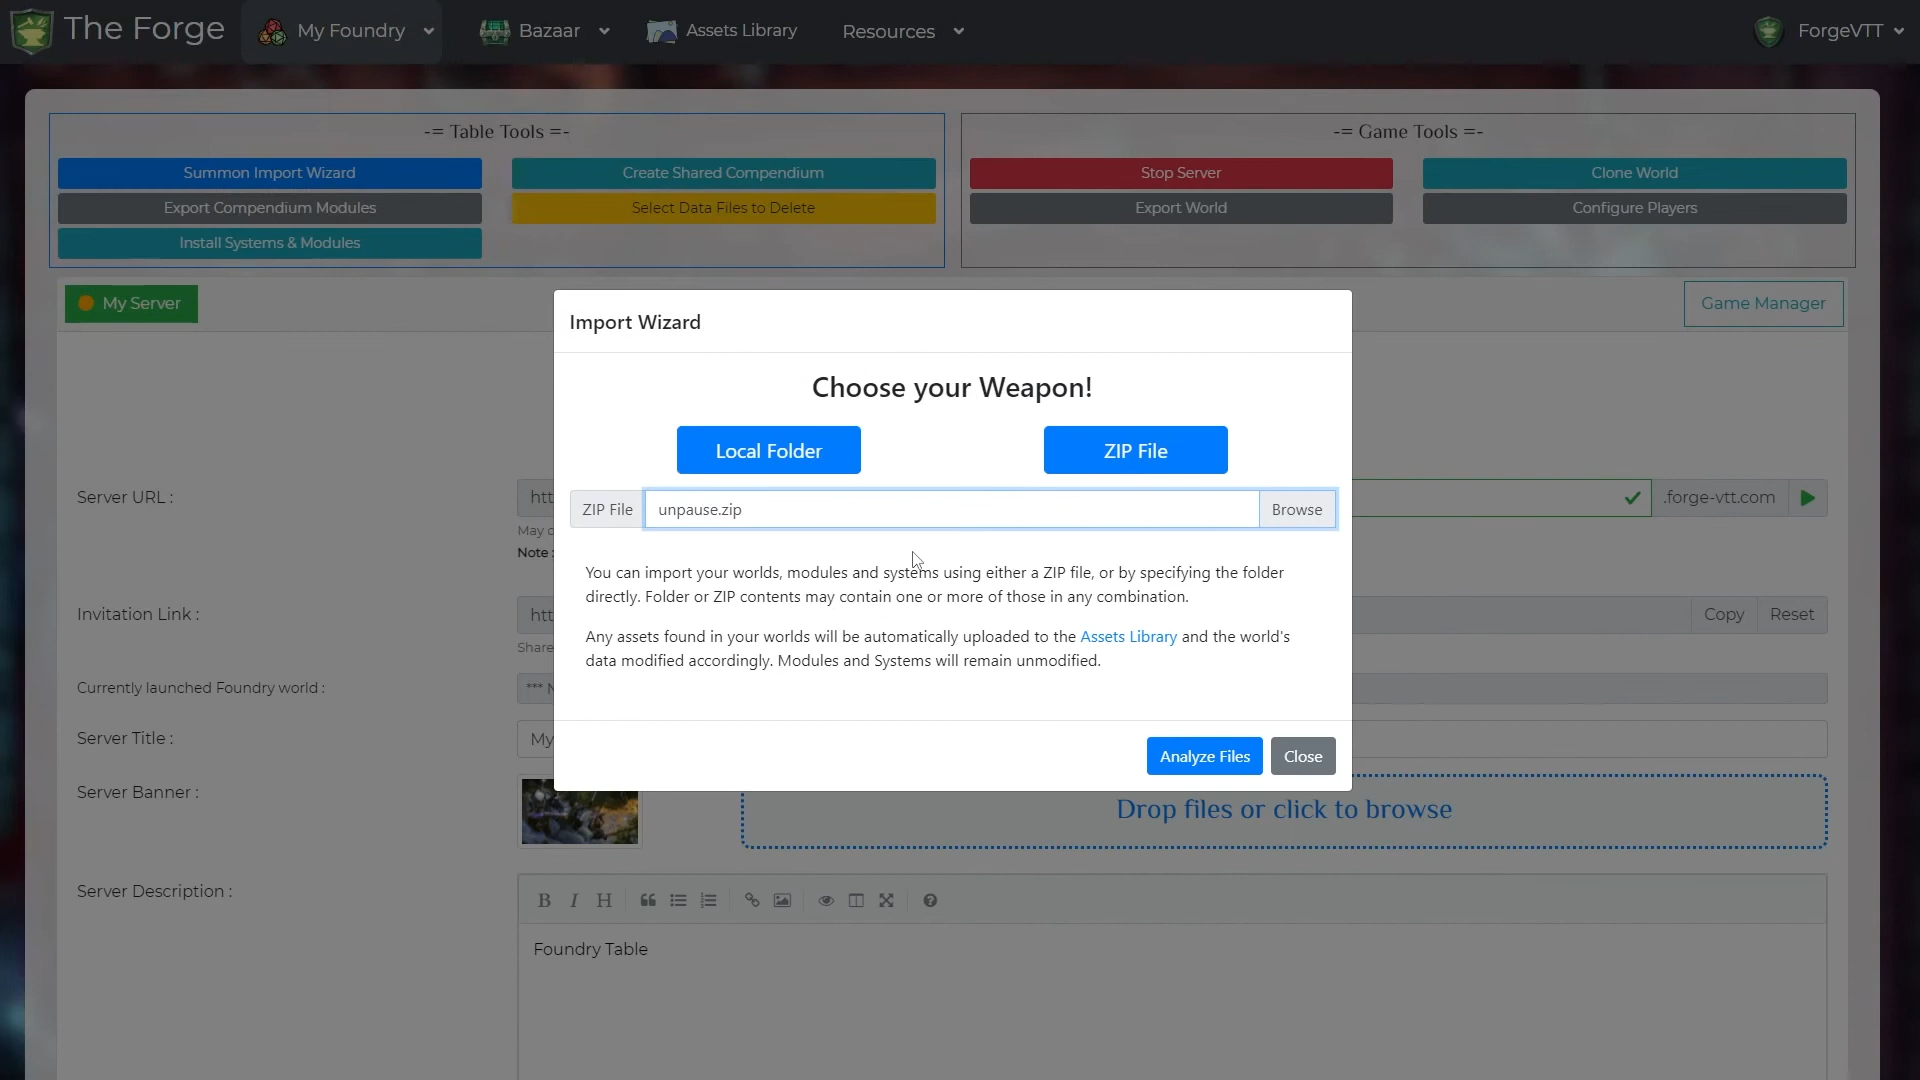 The Forge
My Foundry
Bazaar
Assets Library
Resources
ForgeVTT
-= Table Tools =-
Summon Import Wizard
Create Shared Compendium
Export Compendium Modules
Select Data Files to Delete
Install Systems & Modules
-= Game Tools =-
Stop Server
Clone World
Export World
Configure Players
My Server
Game Manager
Import Wizard
Choose your Weapon!
Local Folder
ZIP File
ZIP File
unpause.zip
Browse
You can import your worlds, modules and systems using either a ZIP file, or by specifying the folder
directly. Folder or ZIP contents may contain one or more of those in any combination.
Any assets found in your worlds will be automatically uploaded to the Assets Library and the world's
data modified accordingly. Modules and Systems will remain unmodified.
Analyze Files
Close
Server URL :
htt
.forge-vtt.com
May
Note :
Invitation Link :
htt
Copy
Reset
Share
Currently launched Foundry world :
*** N
Server Title :
My
Server Banner :
Drop files or click to browse
Server Description :
B I H
Foundry Table